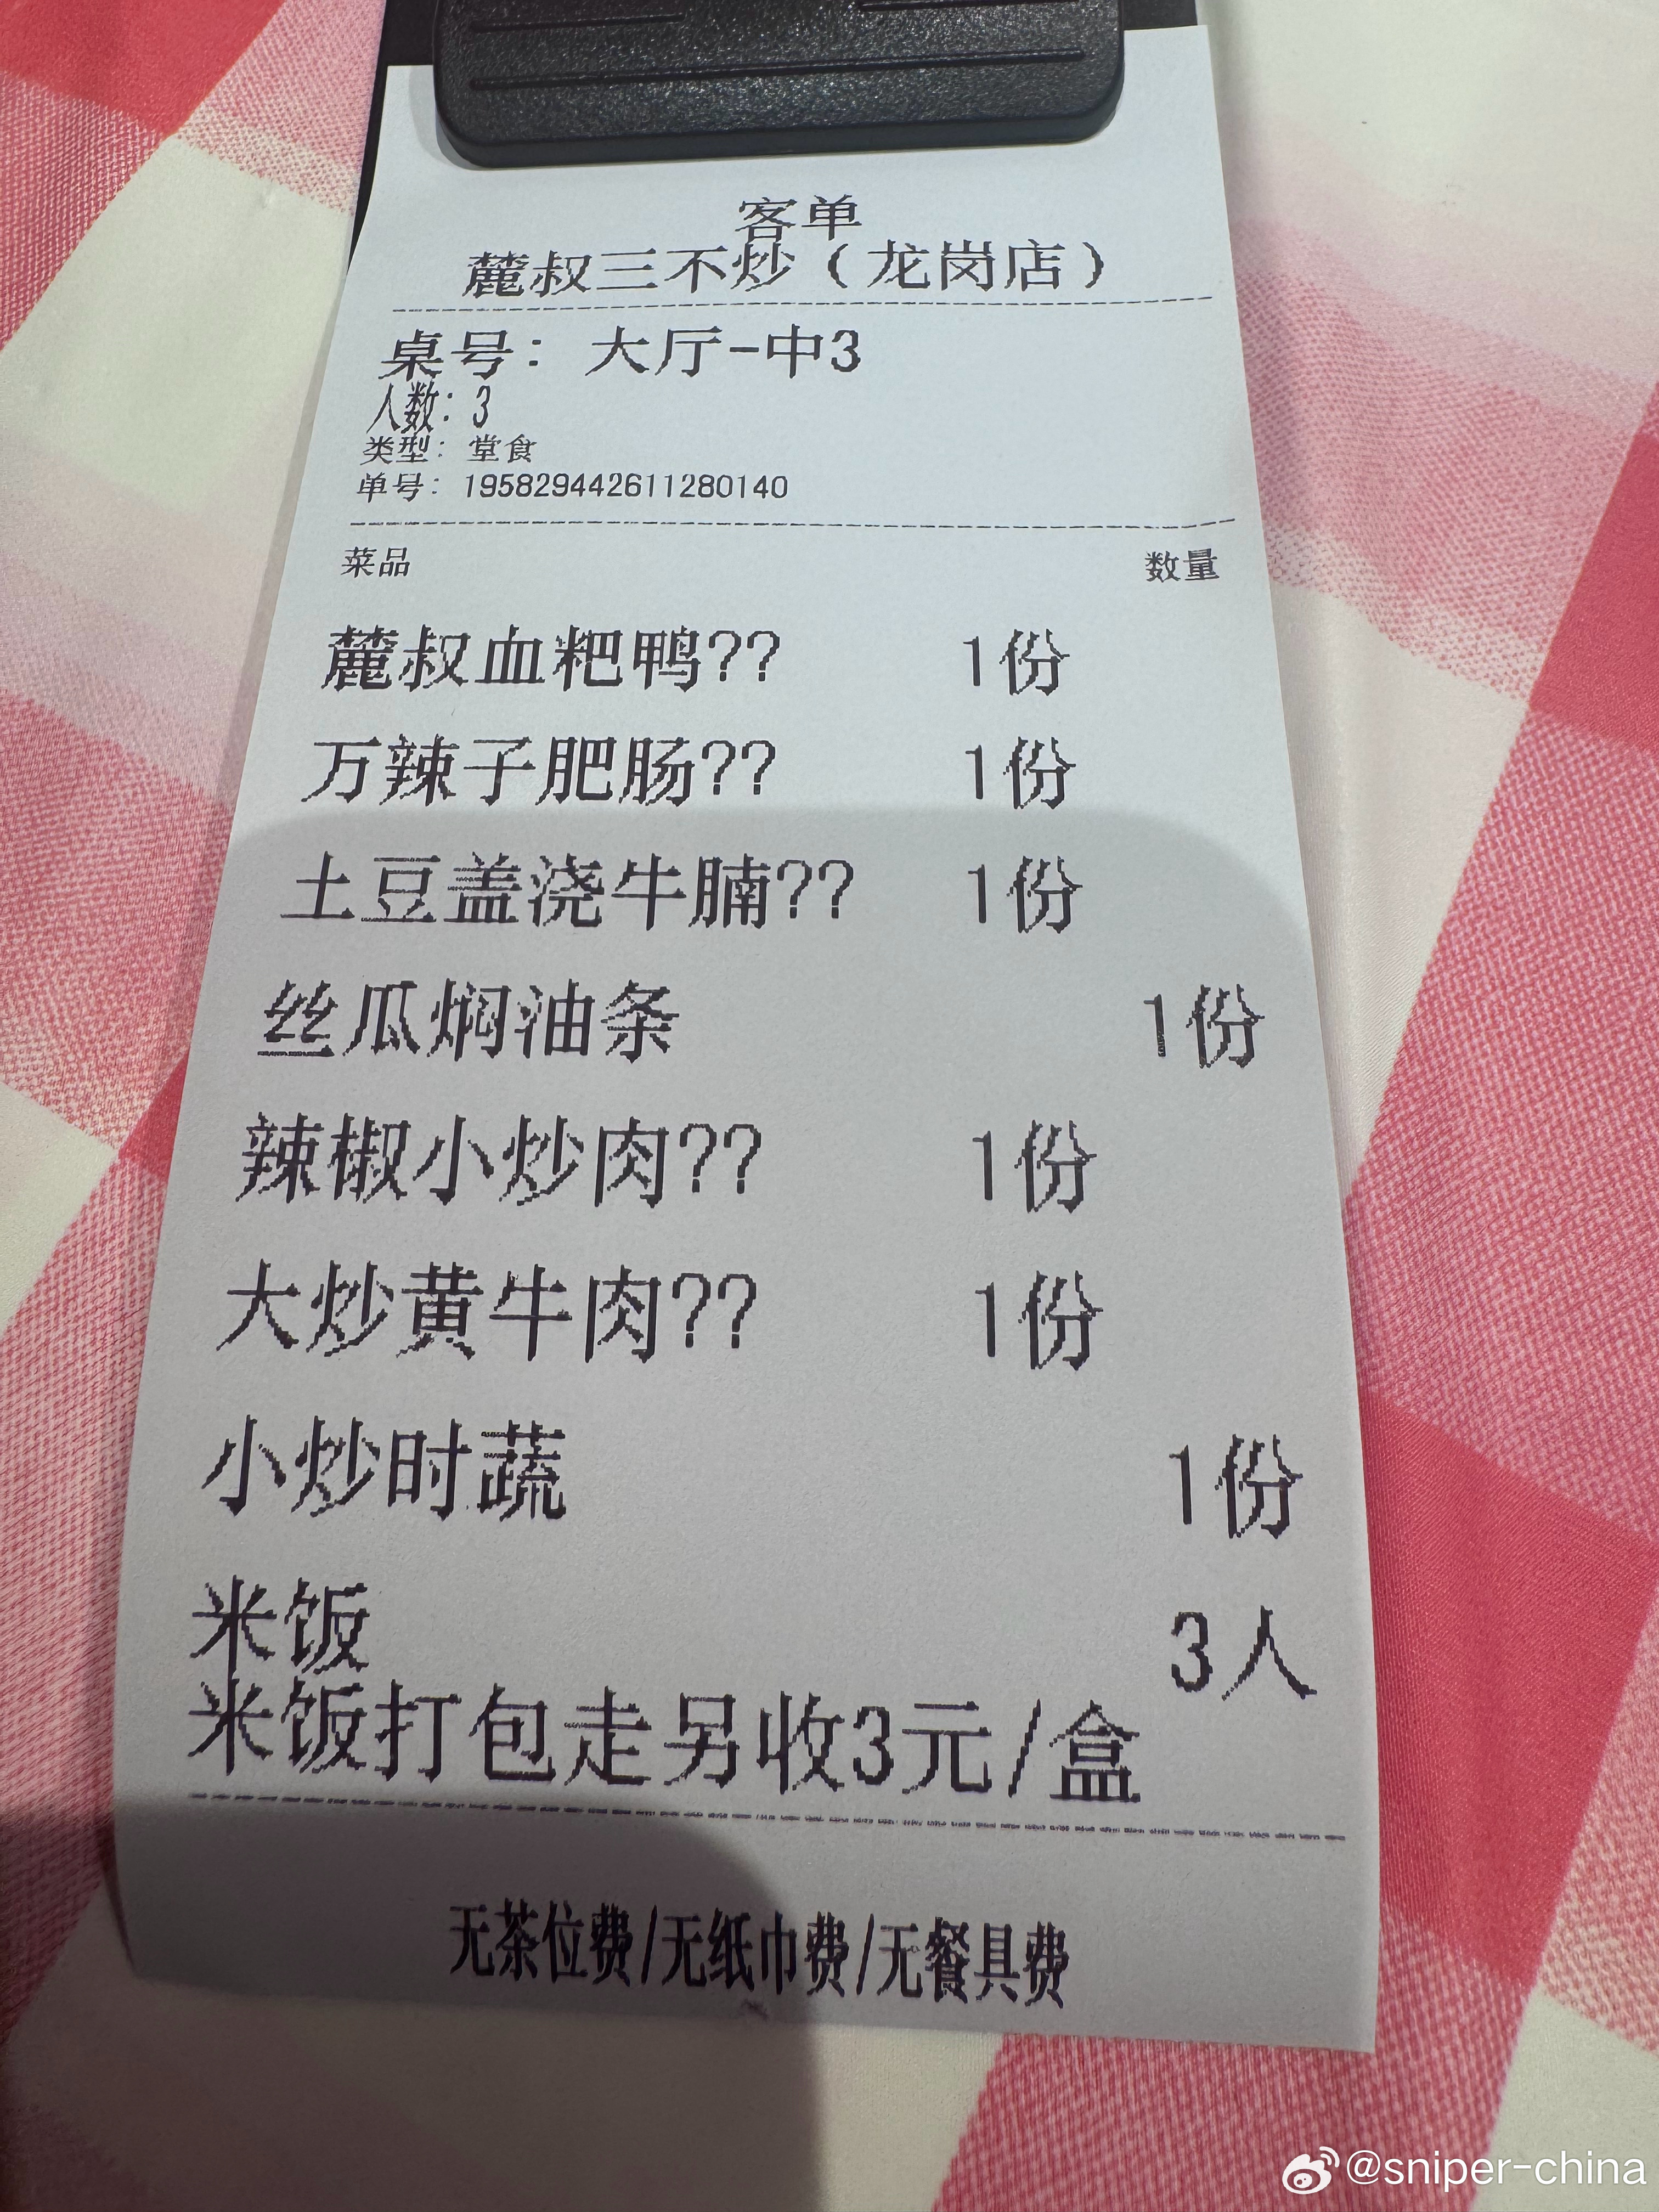 客单
麓叔三不炒（龙岗店）
桌号：大厅-中3
人数：3
类型：堂食
单号：195829442611280140
菜品 数量
麓叔血粑鸭?? 1份
万辣子肥肠?? 1份
土豆盖浇牛腩?? 1份
丝瓜焖油条 1份
辣椒小炒肉?? 1份
大炒黄牛肉?? 1份
小炒时蔬 1份
米饭 3人
米饭打包走另收3元/盒
无茶位费/无纸巾费/无餐具费
@sniper-china